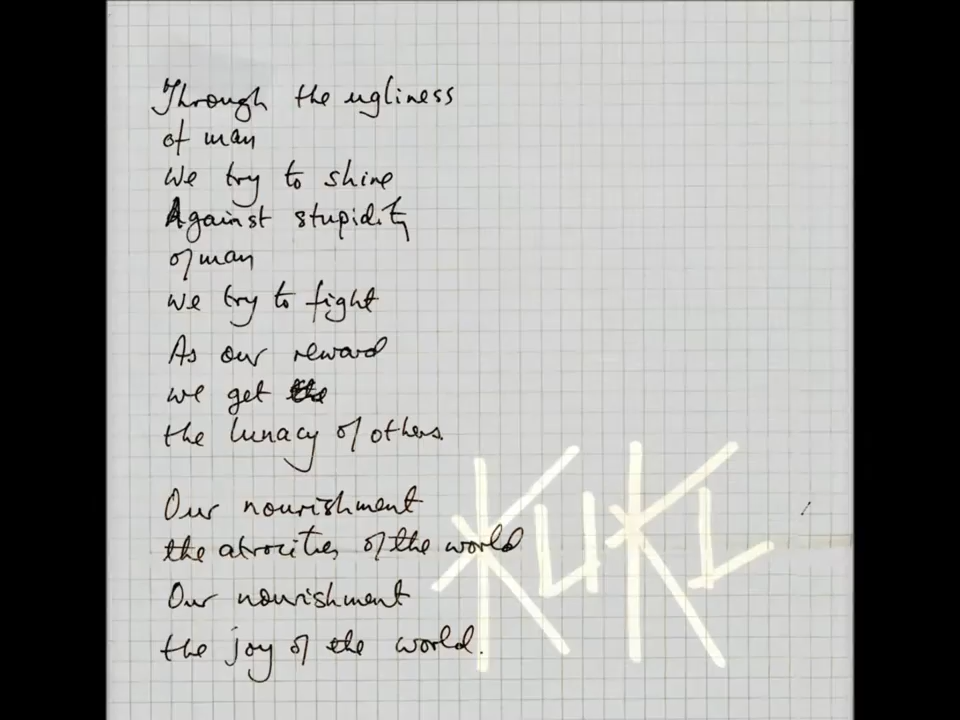 Through the ugliness
of man
We try to shine
Against stupidity
of man
we try to fight
As our reward
we get
the lunacy of others.
Our nourishment
the atrocities of the world
Our nourishment
the joy of the world.
KUKL